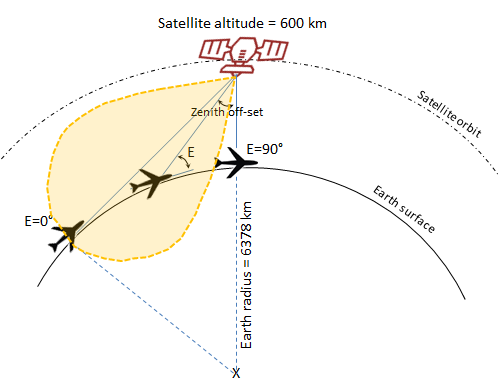 Satellite altitude = 600 km
Satellite orbit
Zenith off-set
E
E=90°
Earth surface
E=0°
Earth radius = 6378 km
X